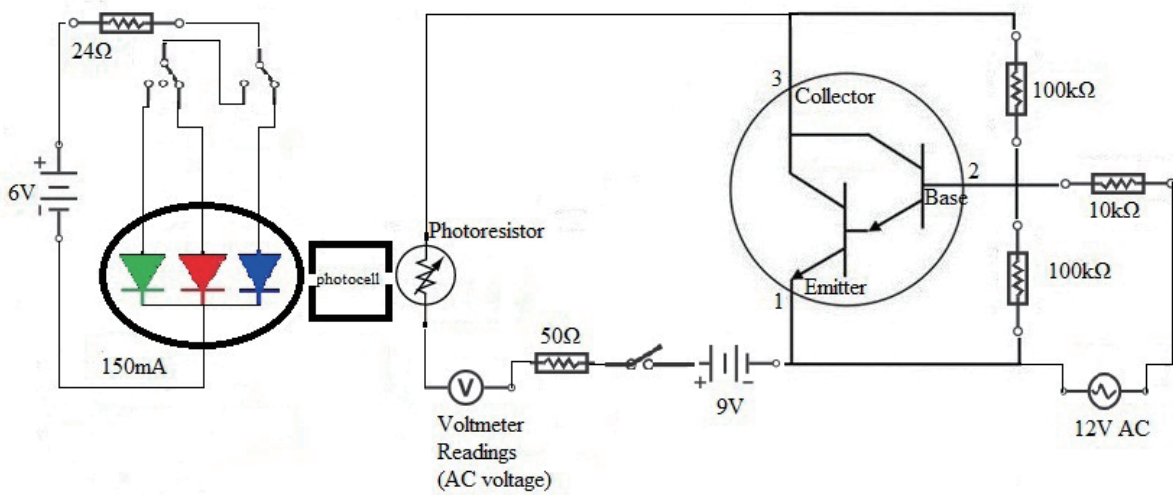 24Ω
+
6V
-
150mA
photocell
Photoresistor
V
Voltmeter
Readings
(AC voltage)
50Ω
+
-
9V
3
Collector
2
Base
Emitter
1
100kΩ
10kΩ
100kΩ
12V AC